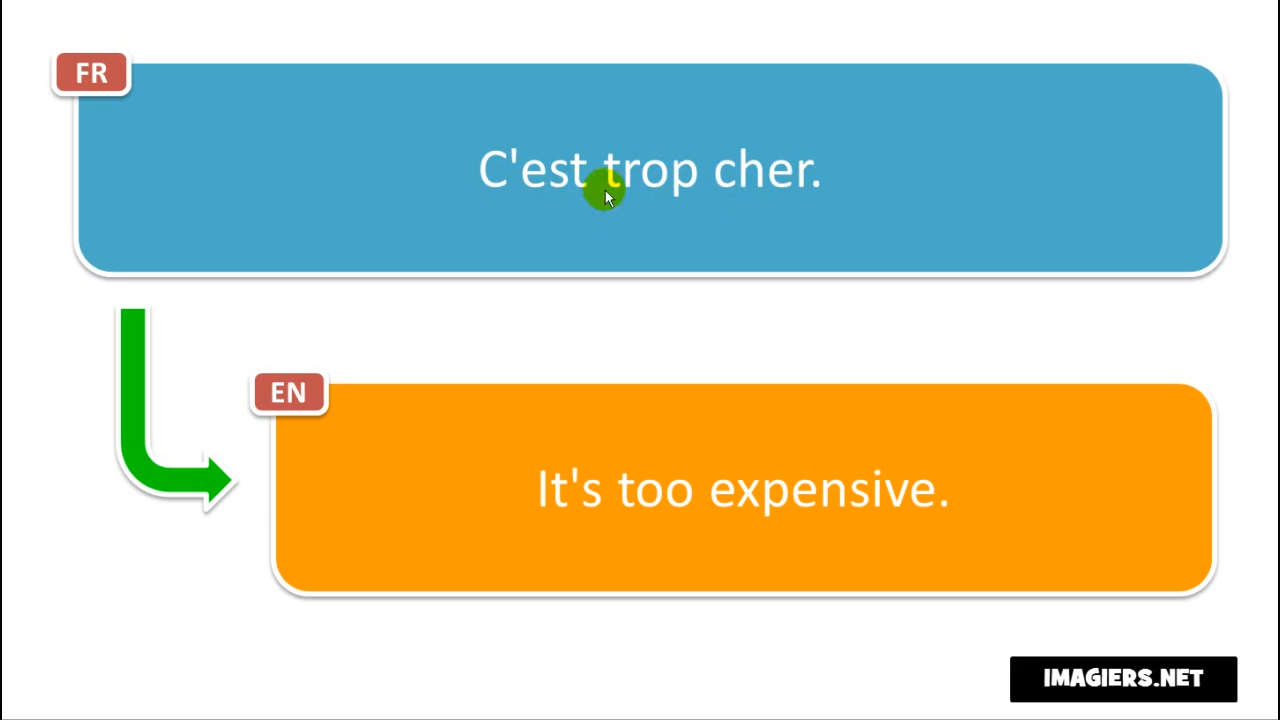 FR
C'est trop cher.
EN
It's too expensive.
IMAGIERS.NET